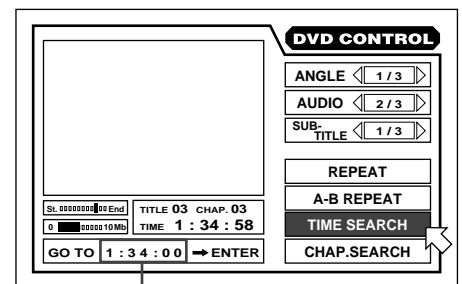 DVD CONTROL
ANGLE 1 / 3
AUDIO 2 / 3
SUB-TITLE 1 / 3
REPEAT
A-B REPEAT
TIME SEARCH
CHAP.SEARCH
St. End
0 10Mb
TITLE 03 CHAP. 03
TIME 1 : 34 : 58
GO TO 1 : 3 4 : 0 0 ➡ ENTER